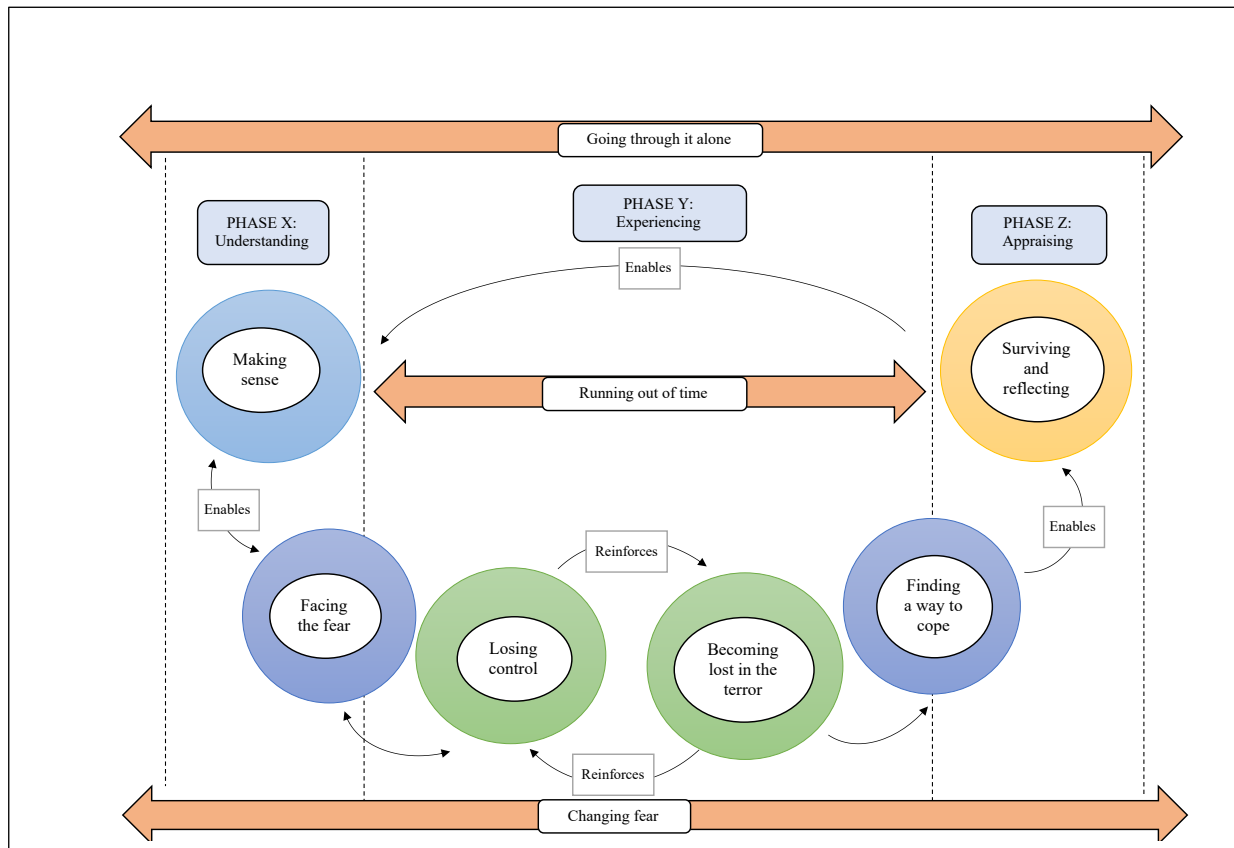 Going through it alone
PHASE X:
Understanding
PHASE Y:
Experiencing
PHASE Z:
Appraising
Enables
Making
sense
Surviving
and
reflecting
Running out of time
Enables
Enables
Reinforces
Facing
the fear
Losing
control
Becoming
lost in the
terror
Finding
a way to
cope
Reinforces
Changing fear